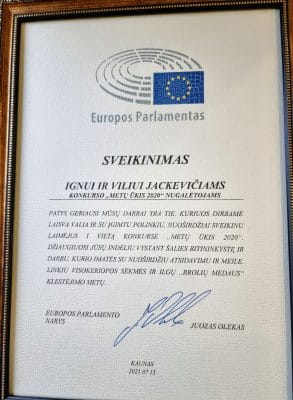 Europos Parlamentas
SVEIKINIMAS
IGNUI IR VILIUI JACKEVIČIAMS
KONKURSO „METŲ ŪKIS 2020“ NUGALĖTOJAMS
PATYS GERIAUSI MŪSŲ DARBAI YRA TIE, KURIUOS DIRBAME
LAISVA VALIA IR SU ĮGIMTU POLINKIU. NUOŠIRDŽIAI SVEIKINU
LAIMĖJUS I VIETĄ KONKURSE „METŲ ŪKIS 2020“.
DŽIAUGIUOSI JŪSŲ INDĖLIU VYSTANT ŠALIES BITININKYSTĘ IR
DARBU, KURIO IMATĖS SU NUOŠIRDŽIU ATSIDAVIMU IR MEILE.
LINKIU VISOKERIOPOS SĖKMĖS IR ILGŲ „BROLIŲ MEDAUS“
KLESTĖJIMO METŲ.
EUROPOS PARLAMENTO
NARYS
JUOZAS OLEKAS
KAUNAS
2021 07 15